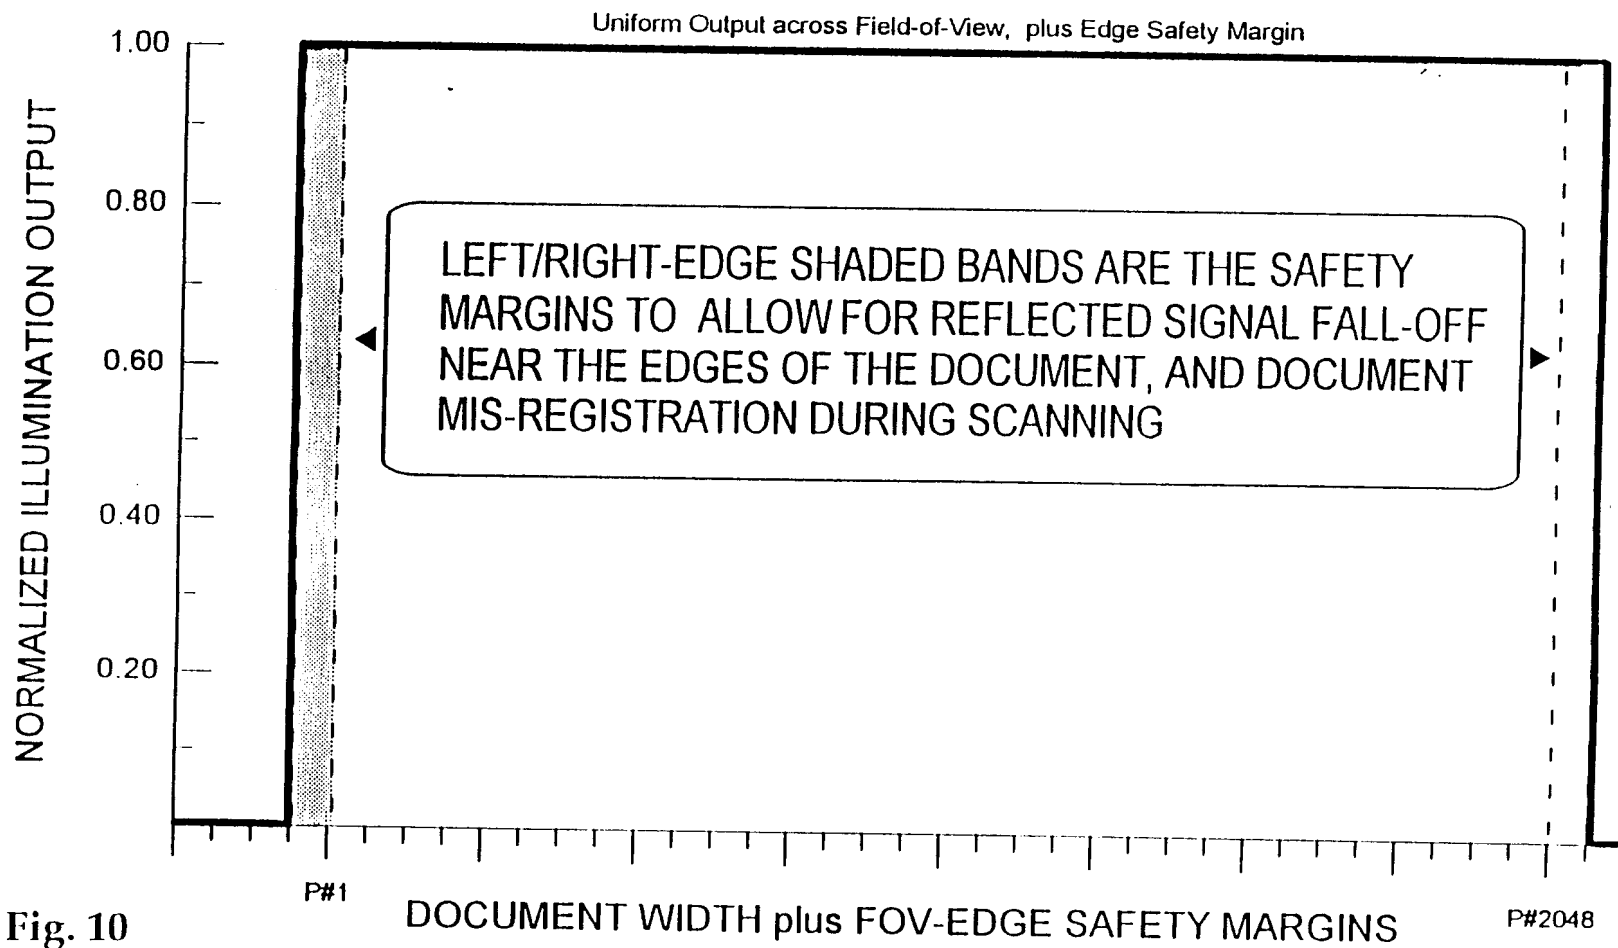 Uniform Output across Field-of-View, plus Edge Safety Margin
1.00
0.80
0.60
0.40
0.20
NORMALIZED ILLUMINATION OUTPUT
LEFT/RIGHT-EDGE SHADED BANDS ARE THE SAFETY
MARGINS TO ALLOW FOR REFLECTED SIGNAL FALL-OFF
NEAR THE EDGES OF THE DOCUMENT, AND DOCUMENT
MIS-REGISTRATION DURING SCANNING
P#1
P#2048
DOCUMENT WIDTH plus FOV-EDGE SAFETY MARGINS
Fig. 10